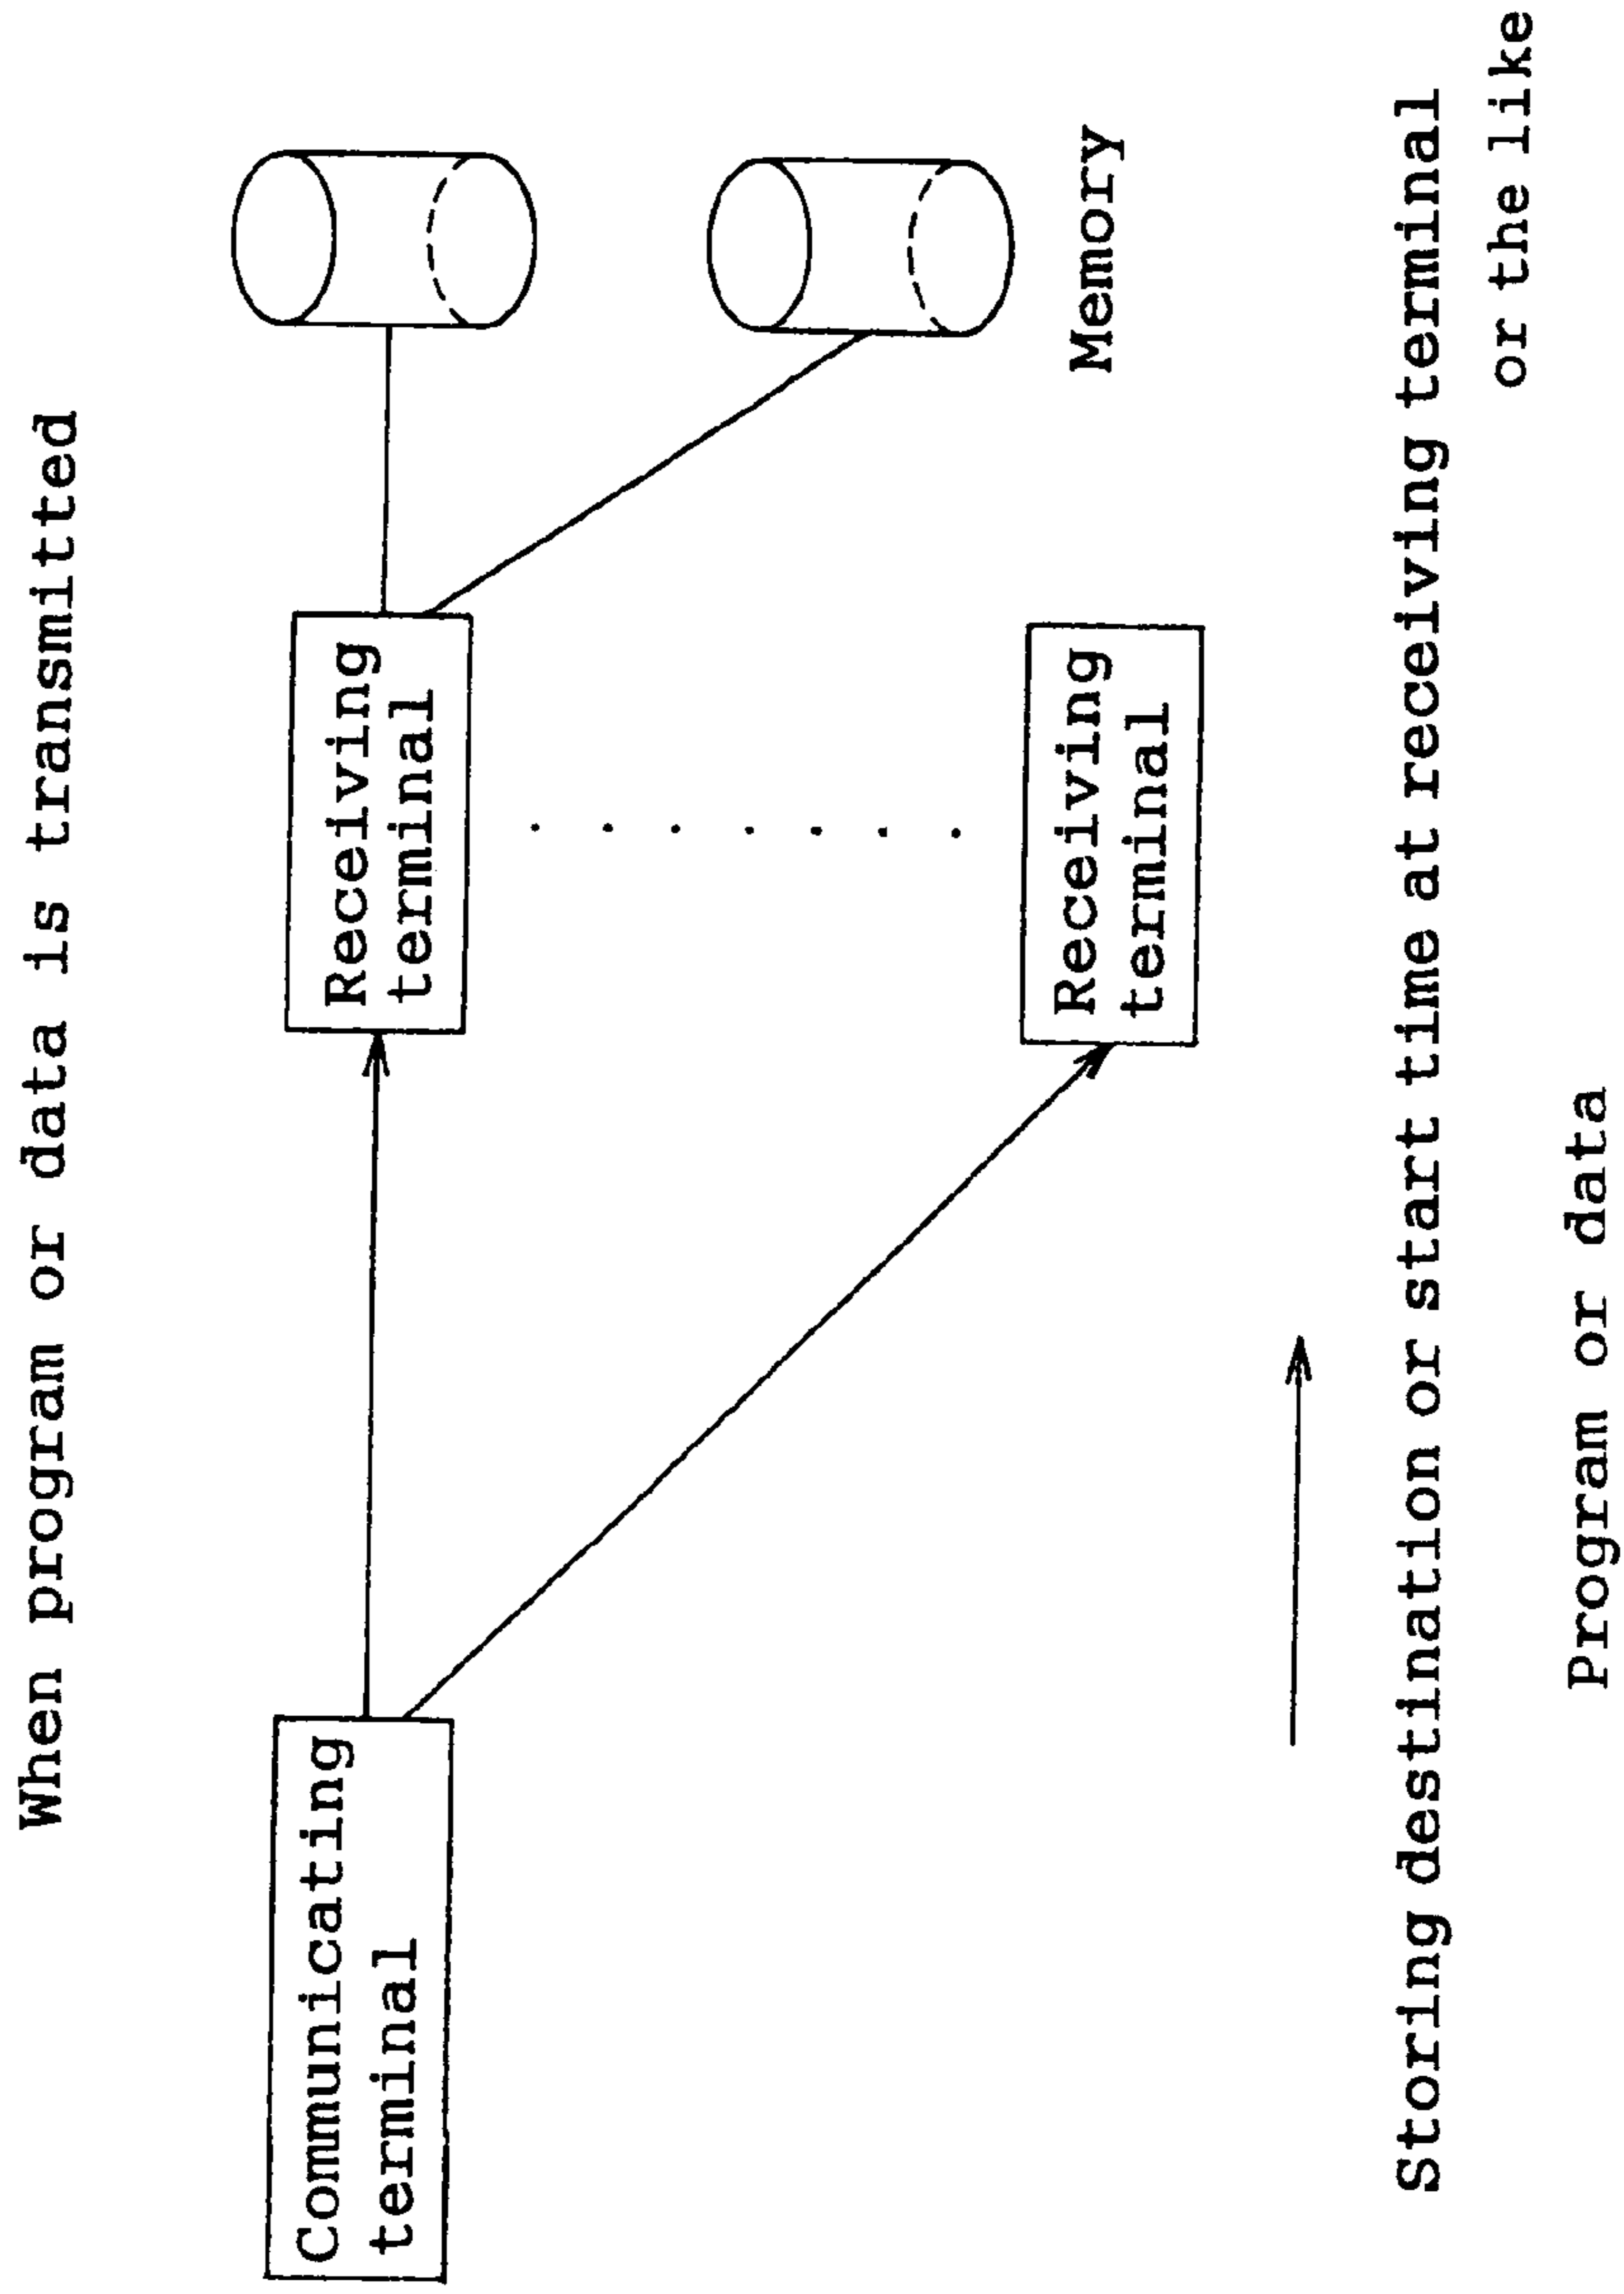 When program or data is transmitted
Communicating
terminal
Receiving
terminal
Receiving
terminal
Memory
Storing destination or start time at receiving terminal
or the like
Program or data